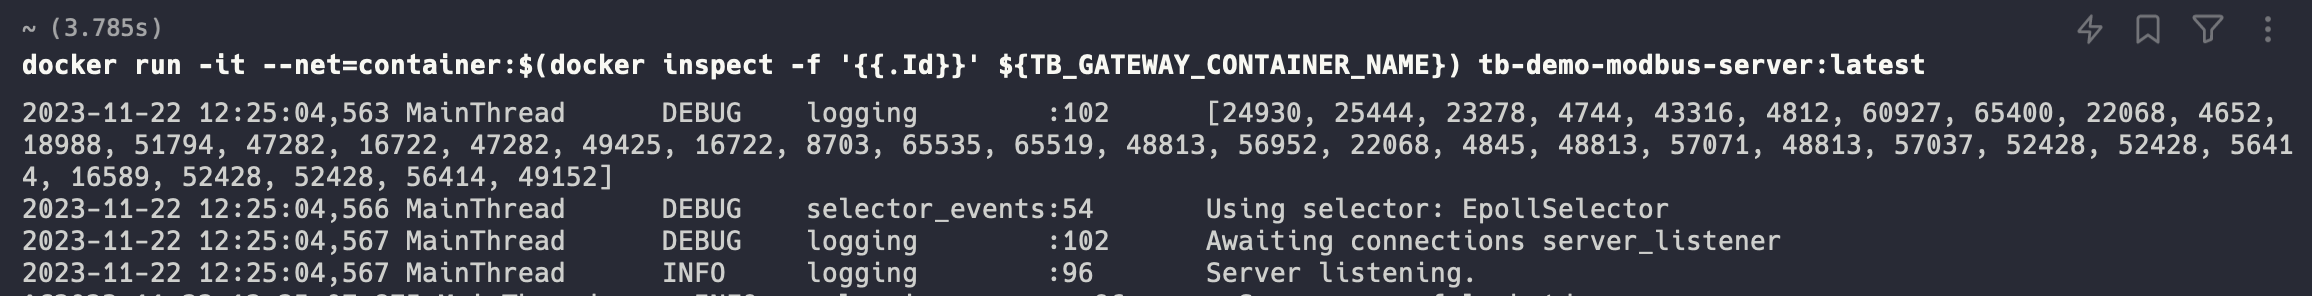 ~ (3.785s)
docker run -it --net=container:$(docker inspect -f '{{.Id}}' ${TB_GATEWAY_CONTAINER_NAME}) tb-demo-modbus-server:latest
2023-11-22 12:25:04,563 MainThread      DEBUG    logging        :102      [24930, 25444, 23278, 4744, 43316, 4812, 60927, 65400, 22068, 4652,
18988, 51794, 47282, 16722, 47282, 49425, 16722, 8703, 65535, 65519, 48813, 56952, 22068, 4845, 48813, 57071, 48813, 57037, 52428, 52428, 5641
4, 16589, 52428, 52428, 56414, 49152]
2023-11-22 12:25:04,566 MainThread      DEBUG    selector_events:54       Using selector: EpollSelector
2023-11-22 12:25:04,567 MainThread      DEBUG    logging        :102      Awaiting connections server_listener
2023-11-22 12:25:04,567 MainThread      INFO     logging        :96       Server listening.